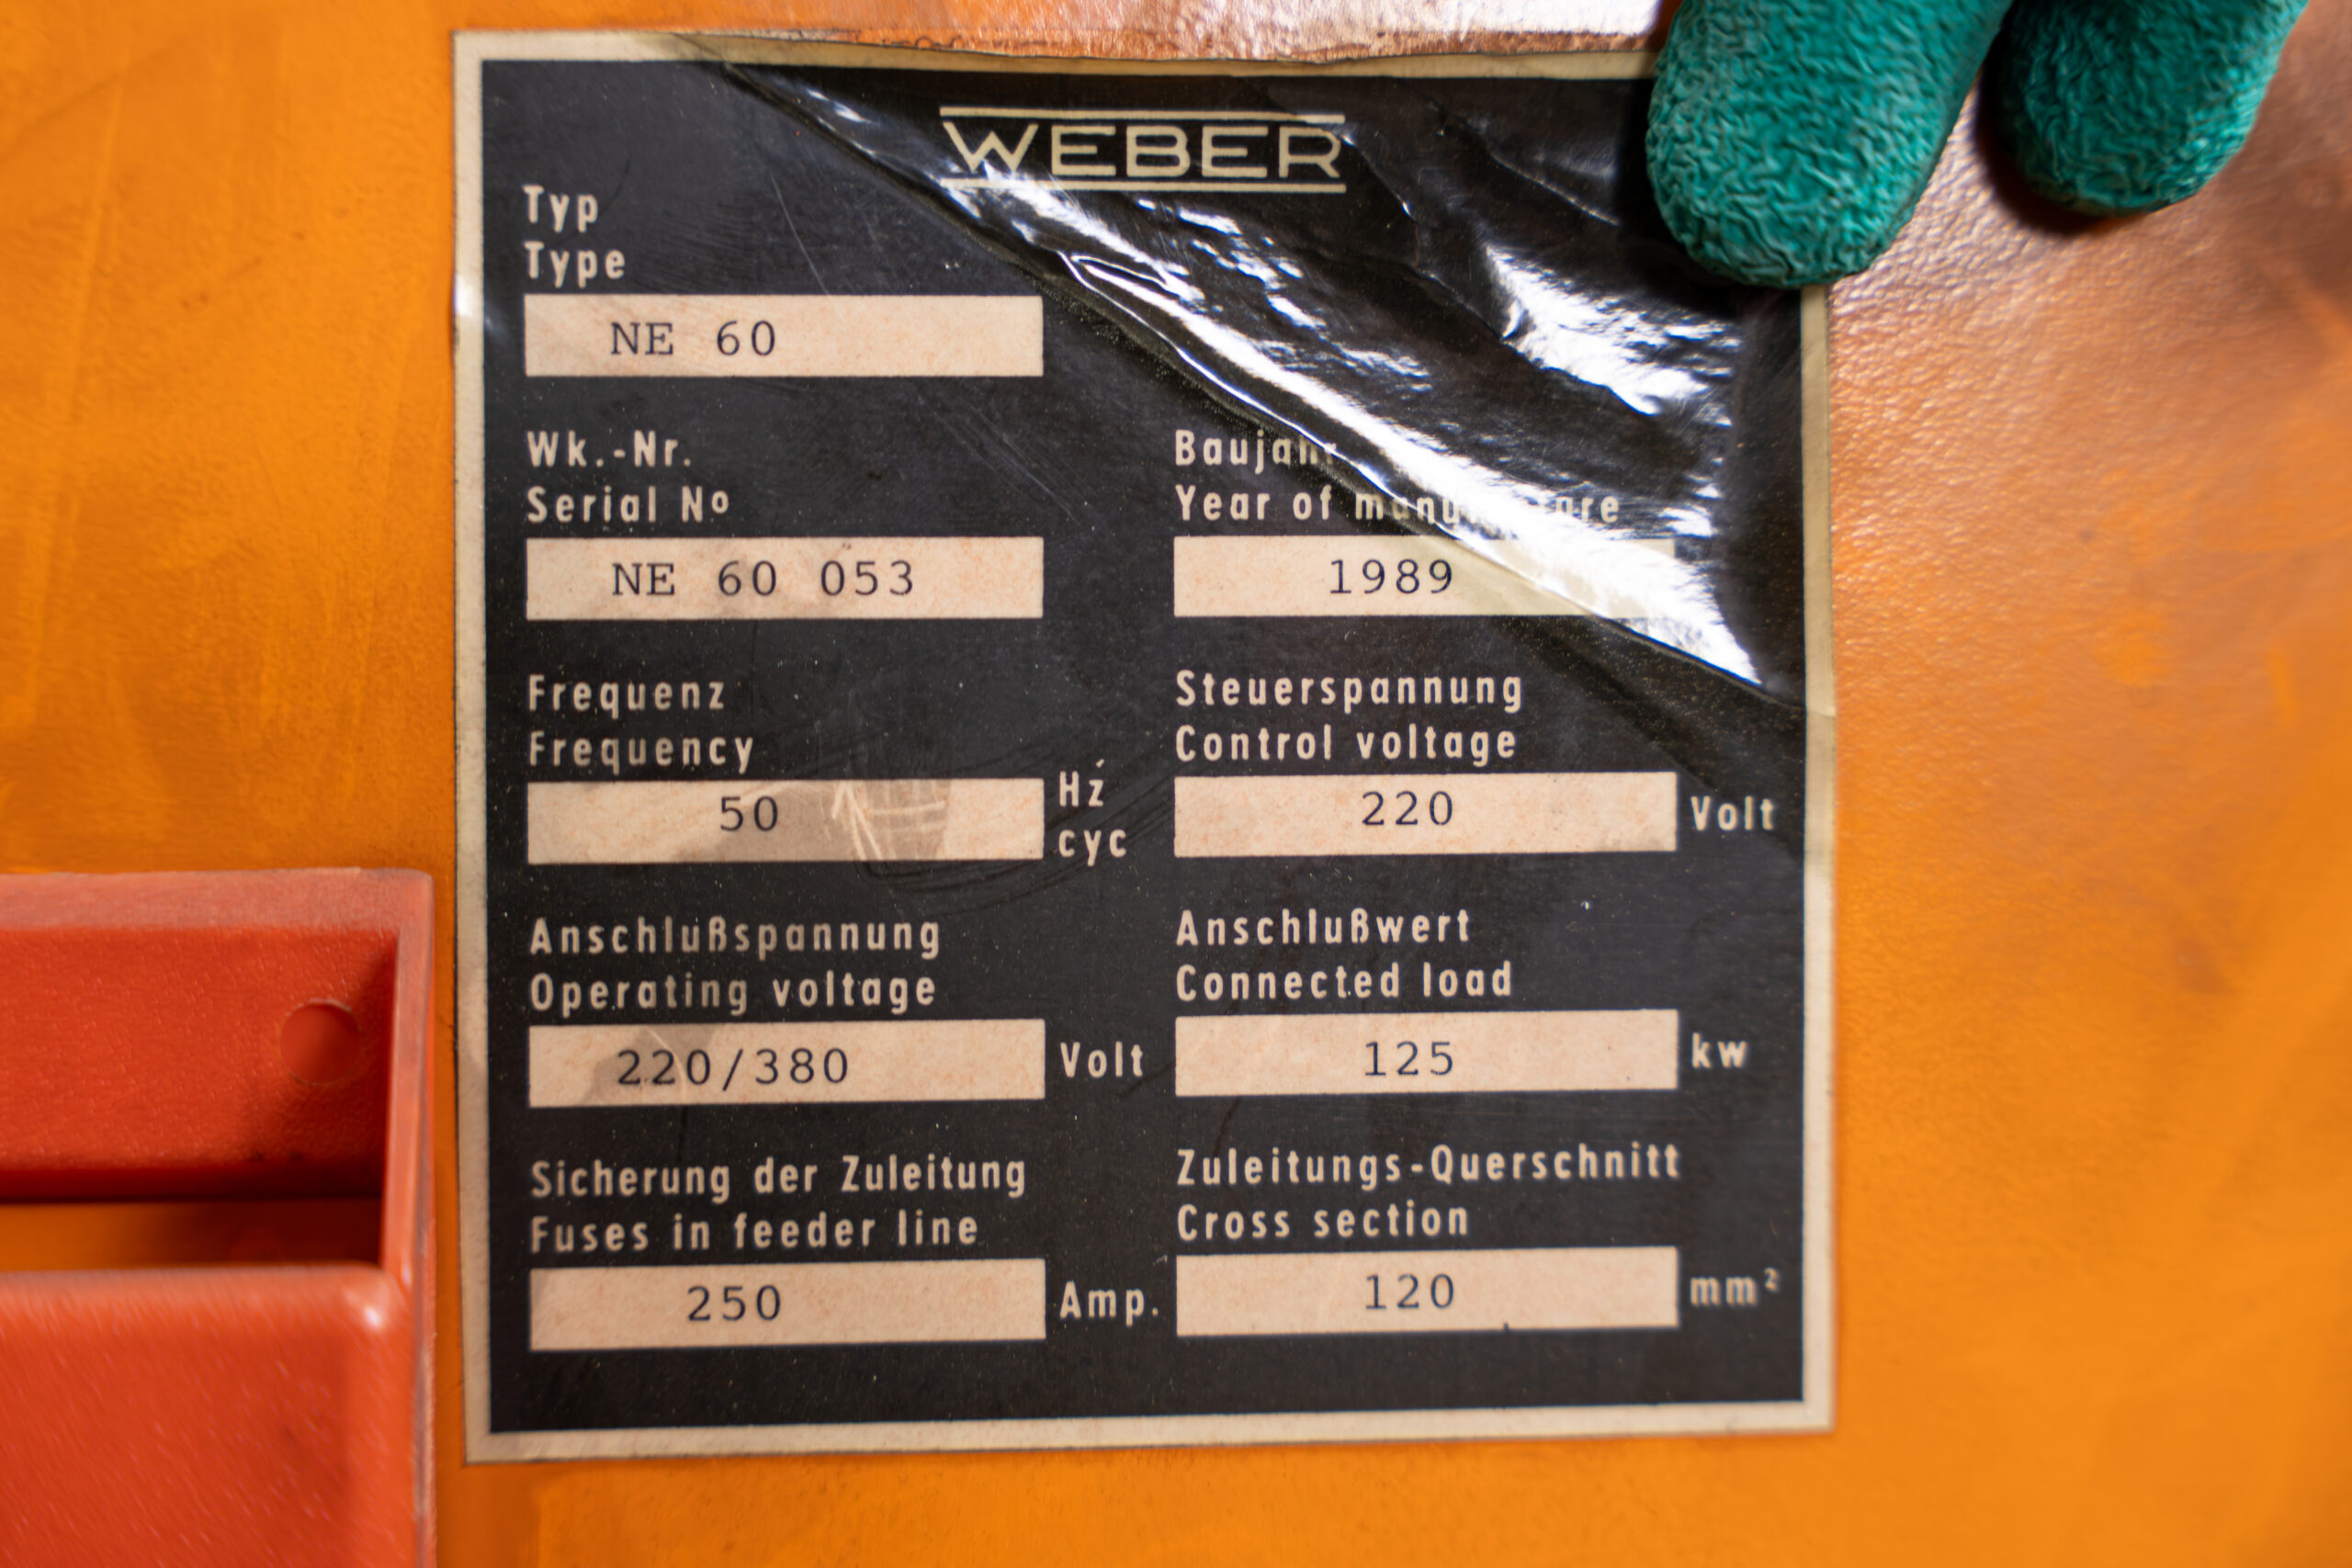 WEBER
Typ
Type
NE 60
Wk.-Nr.
Serial Nº
NE 60 053
Baujahr
Year of manufacture
1989
Frequenz
Frequency
50
Hz
cyc
Steuerspannung
Control voltage
220 Volt
Anschlußspannung
Operating voltage
220/380 Volt
Anschlußwert
Connected load
125 kw
Sicherung der Zuleitung
Fuses in feeder line
250 Amp.
Zuleitungs-Querschnitt
Cross section
120 mm²